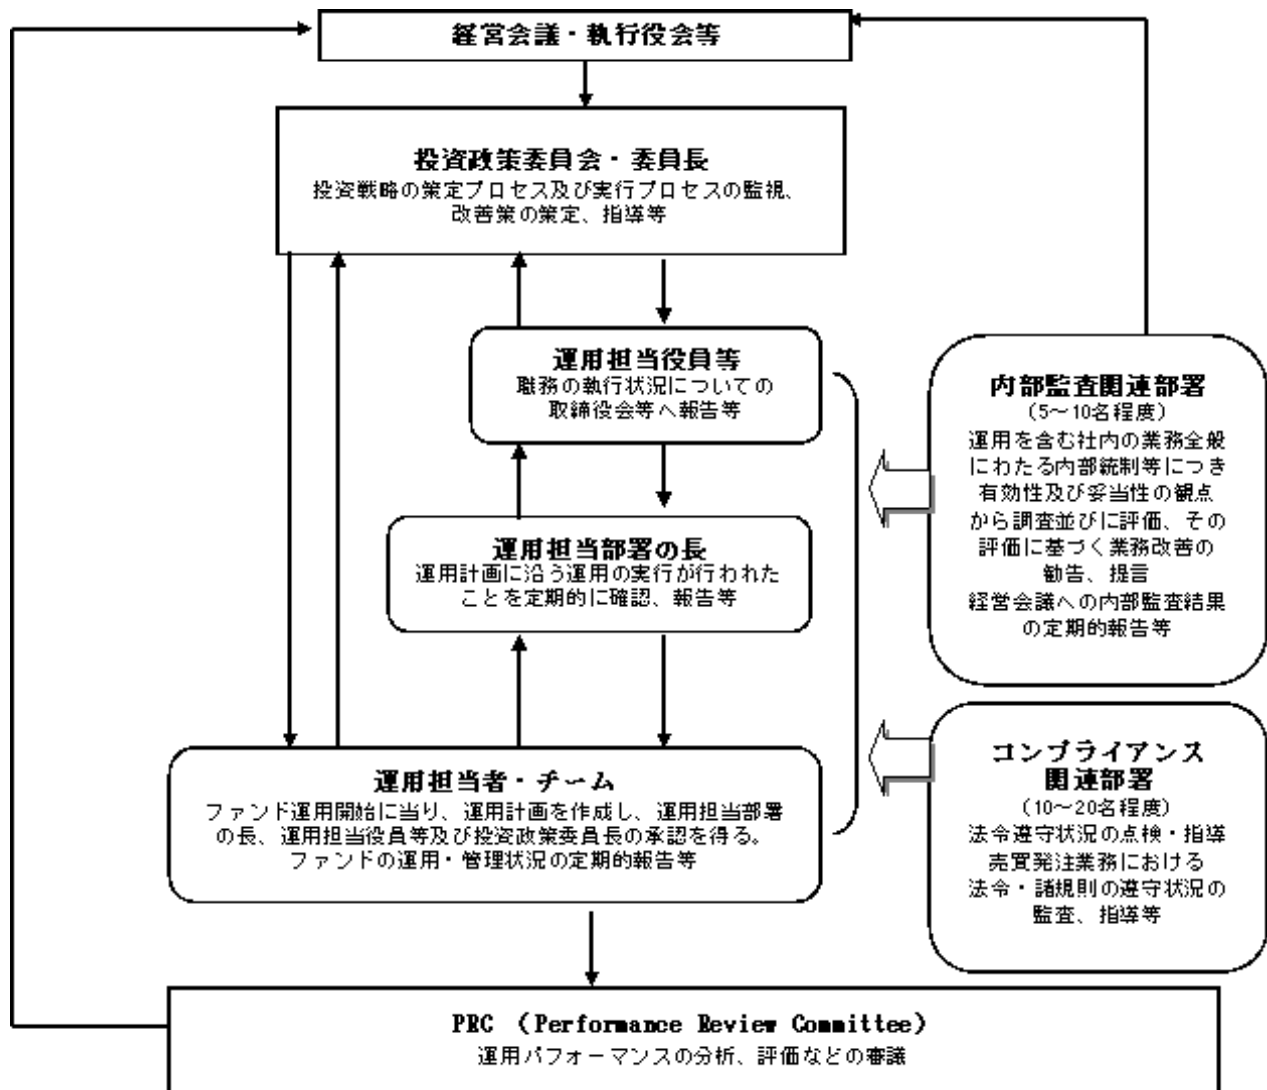 経営会議・執行役会等
投資政策委員会・委員長
投資戦略の策定プロセス及び実行プロセスの監視、
改善策の策定、指導等
運用担当役員等
職務の執行状況についての
取締役会等へ報告等
運用担当部署の長
運用計画に沿う運用の実行が行われた
ことを定期的に確認、報告等
運用担当者・チーム
ファンド運用開始に当り、運用計画を作成し、運用担当部署
の長、運用担当役員等及び投資政策委員長の承認を得る。
ファンドの運用・管理状況の定期的報告等
内部監査関連部署
（5～10名程度）
運用を含む社内の業務全般
にわたる内部統制等につき
有効性及び妥当性の観点
から調査並びに評価、その
評価に基づく業務改善の
勧告、提言
経営会議への内部監査結果
の定期的報告等
コンプライアンス
関連部署
（10～20名程度）
法令遵守状況の点検・指導
売買発注業務における
法令・諸規則の遵守状況の
監査、指導等
PRC （Performance Review Committee）
運用パフォーマンスの分析、評価などの審議